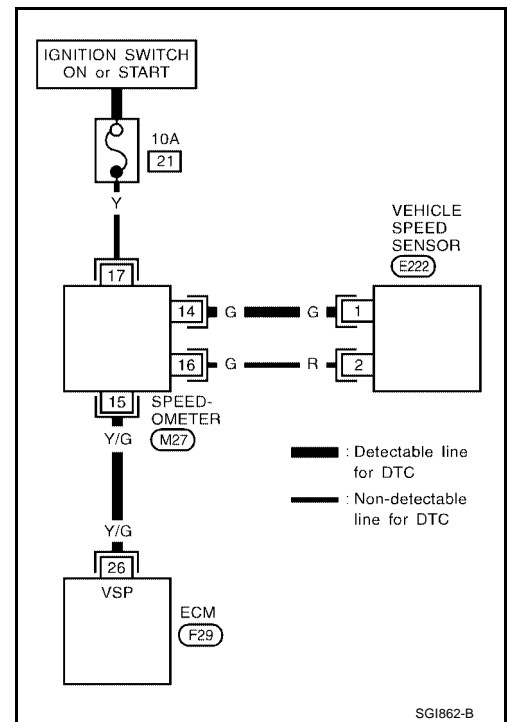 IGNITION SWITCH
ON or START
10A
21
Y
VEHICLE
SPEED
SENSOR
E222
17
14
G
G
1
16
G
R
2
15
SPEED-
OMETER
M27
Y/G
: Detectable line
for DTC
: Non-detectable
line for DTC
Y/G
26
VSP
ECM
F29
SGI862-B